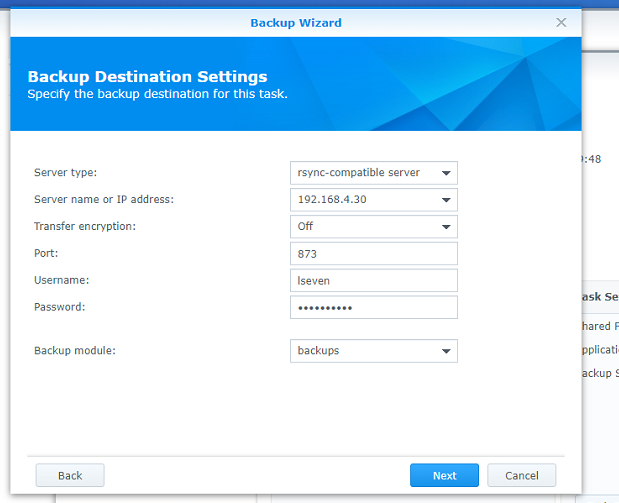 Backup Wizard
Backup Destination Settings
Specify the backup destination for this task.
Server type: rsync-compatible server
Server name or IP address: 192.168.4.30
Transfer encryption: Off
Port: 873
Username: lseven
Password: ••••••••••
Backup module: backups
Back Next Cancel
:48
ask Se
hared F
pplicati
ackup S